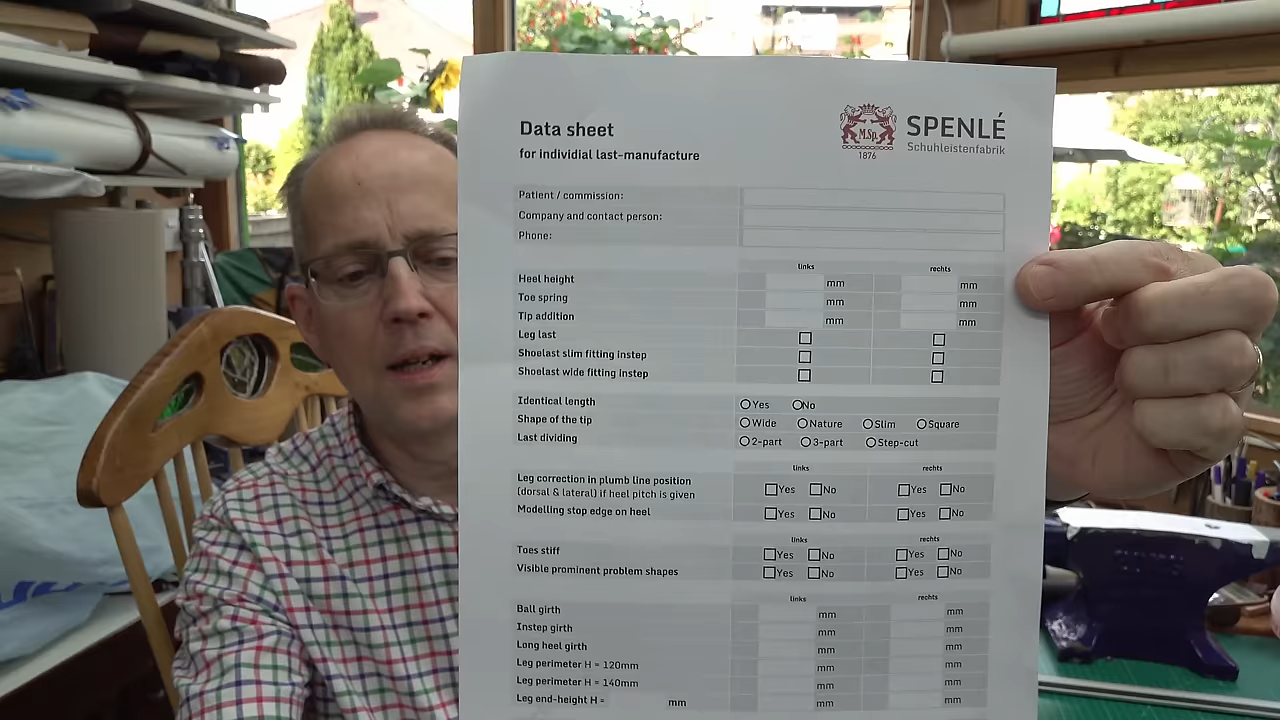 Data sheet
for individial last-manufacture
M.Sp.
1876
SPENLÉ
Schuhleistenfabrik
Patient / commission:
Company and contact person:
Phone:
links rechts
Heel height mm mm
Toe spring mm mm
Tip addition mm mm
Leg last
Shoelast slim fitting instep
Shoelast wide fitting instep
Identical length Yes No
Shape of the tip Wide Nature Slim Square
Last dividing 2-part 3-part Step-cut
links rechts
Leg correction in plumb line position
(dorsal & lateral) if heel pitch is given Yes No Yes No
Modelling stop edge on heel Yes No Yes No
links rechts
Toes stiff Yes No Yes No
Visible prominent problem shapes Yes No Yes No
links rechts
Ball girth mm mm
Instep girth mm mm
Long heel girth mm mm
Leg perimeter H = 120mm mm mm
Leg perimeter H = 140mm mm mm
Leg end-height H = mm mm mm